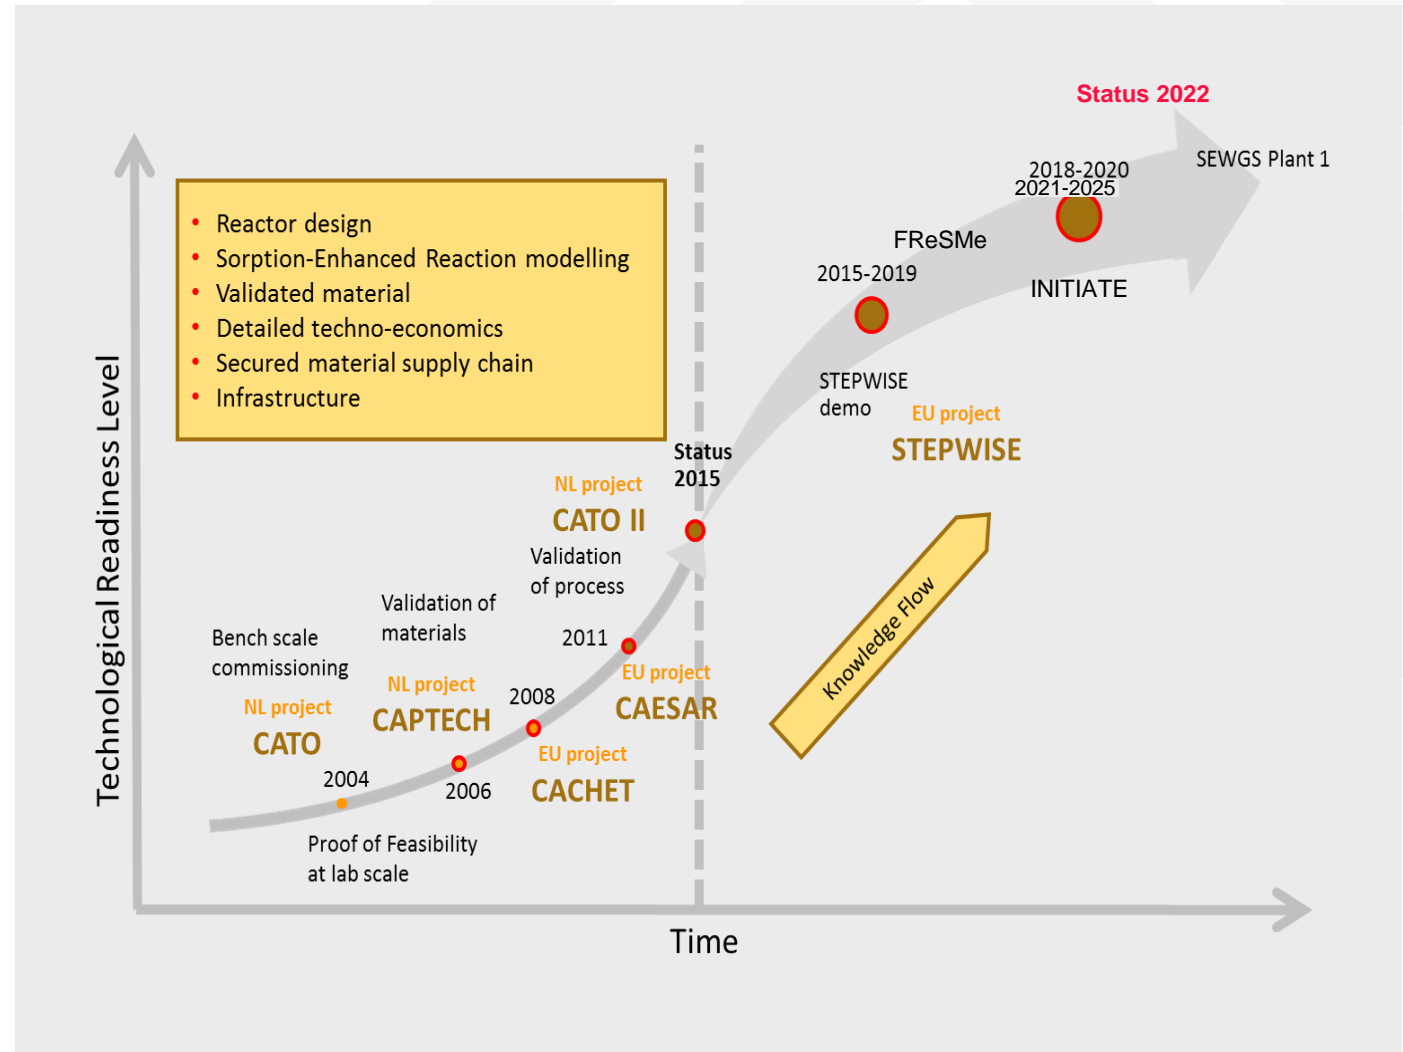 Status 2022
SEWGS Plant 1
2018-2020
2021-2025
FReSMe
2015-2019
INITIATE
• Reactor design
• Sorption-Enhanced Reaction modelling
• Validated material
• Detailed techno-economics
• Secured material supply chain
• Infrastructure
STEPWISE
demo
EU project
STEPWISE
Status
2015
NL project
CATO II
Validation
of process
Validation of
materials
2011
Bench scale
commissioning
EU project
CAESAR
NL project
CAPTECH
2008
NL project
CATO
EU project
CACHET
2004
2006
Proof of Feasibility
at lab scale
Knowledge Flow
Technological Readiness Level
Time